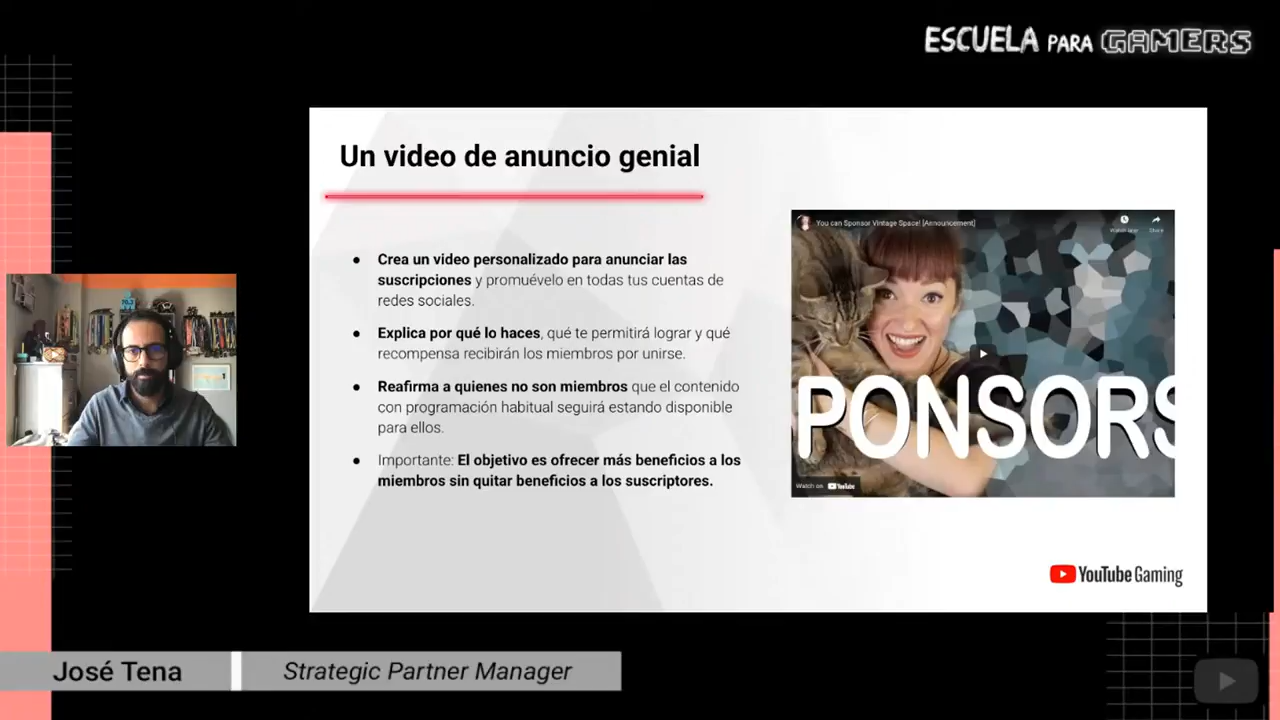 ESCUELA PARA GAMERS
Un video de anuncio genial
You can Sponsor Vintage Space! [Announcement]
Watch later
Share
● Crea un video personalizado para anunciar las
suscripciones y promuévelo en todas tus cuentas de
redes sociales.
● Explica por qué lo haces, qué te permitirá lograr y qué
recompensa recibirán los miembros por unirse.
● Reafirma a quienes no son miembros que el contenido
con programación habitual seguirá estando disponible
para ellos.
● Importante: El objetivo es ofrecer más beneficios a los
miembros sin quitar beneficios a los suscriptores.
PONSORS
Watch on YouTube
YouTube Gaming
José Tena
Strategic Partner Manager